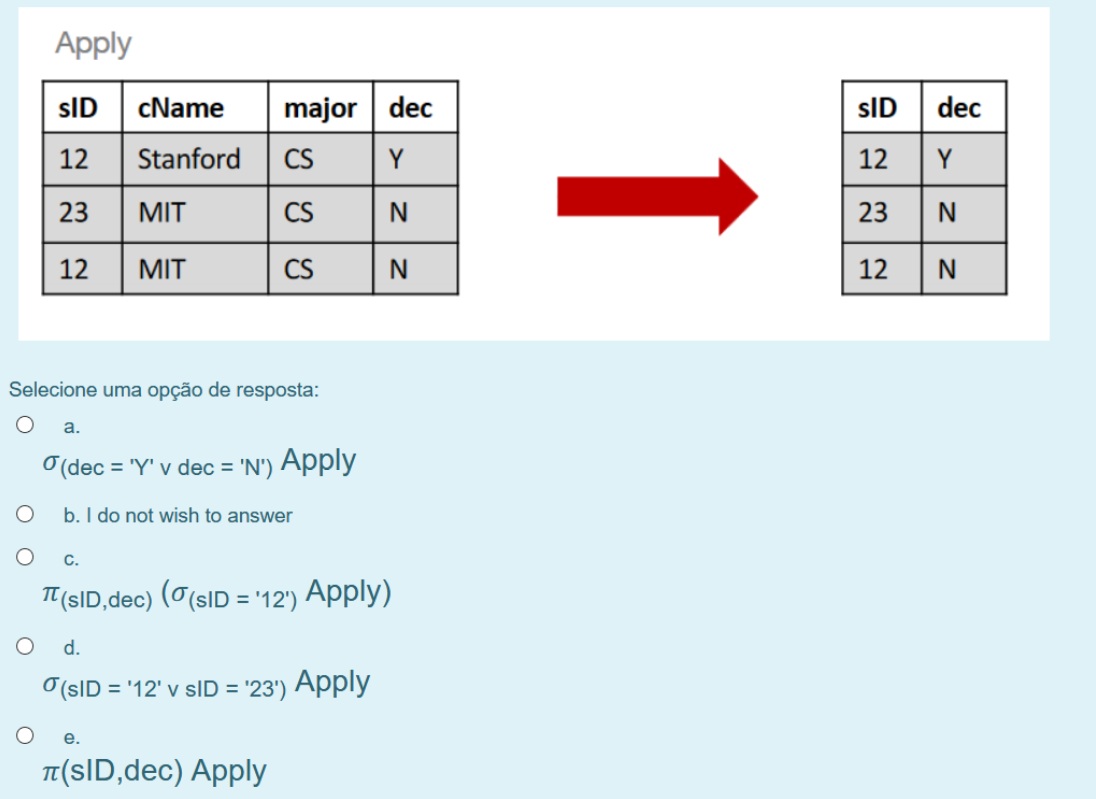 Apply
sID cName major dec
12 Stanford CS Y
23 MIT CS N
12 MIT CS N
sID dec
12 Y
23 N
12 N
Selecione uma opção de resposta:
a.
σ(dec = 'Y' v dec = 'N') Apply
b. I do not wish to answer
c.
π(sID,dec) (σ(sID = '12') Apply)
d.
σ(sID = '12' v sID = '23') Apply
e.
π(sID,dec) Apply